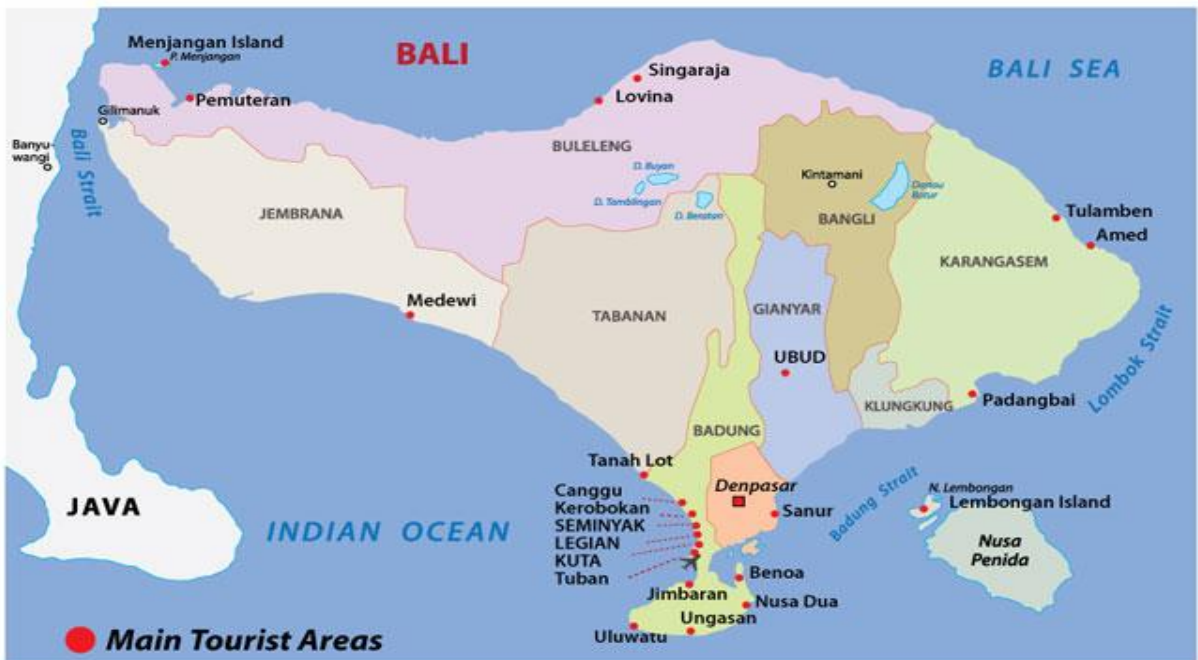 Menjangan Island
P. Menjangan
BALI
BALI SEA
Singaraja
Lovina
Pemuteran
Gilimanuk
Banyu-
wangi
Bali Strait
BULELENG
D. Buyan
D. Tamblingan
D. Beratan
Kintamani
Danau
Batur
BANGLI
JEMBRANA
Tulamben
Amed
KARANGASEM
Medewi
TABANAN
GIANYAR
UBUD
Lombok Strait
KLUNGKUNG
Padangbai
BADUNG
Tanah Lot
Denpasar
Canggu
Kerobokan
SEMINYAK
LEGIAN
KUTA
Tuban
Sanur
Badung Strait
N. Lembongan
Lembongan Island
Nusa
Penida
JAVA
INDIAN OCEAN
Benoa
Jimbaran
Nusa Dua
Ungasan
Uluwatu
Main Tourist Areas